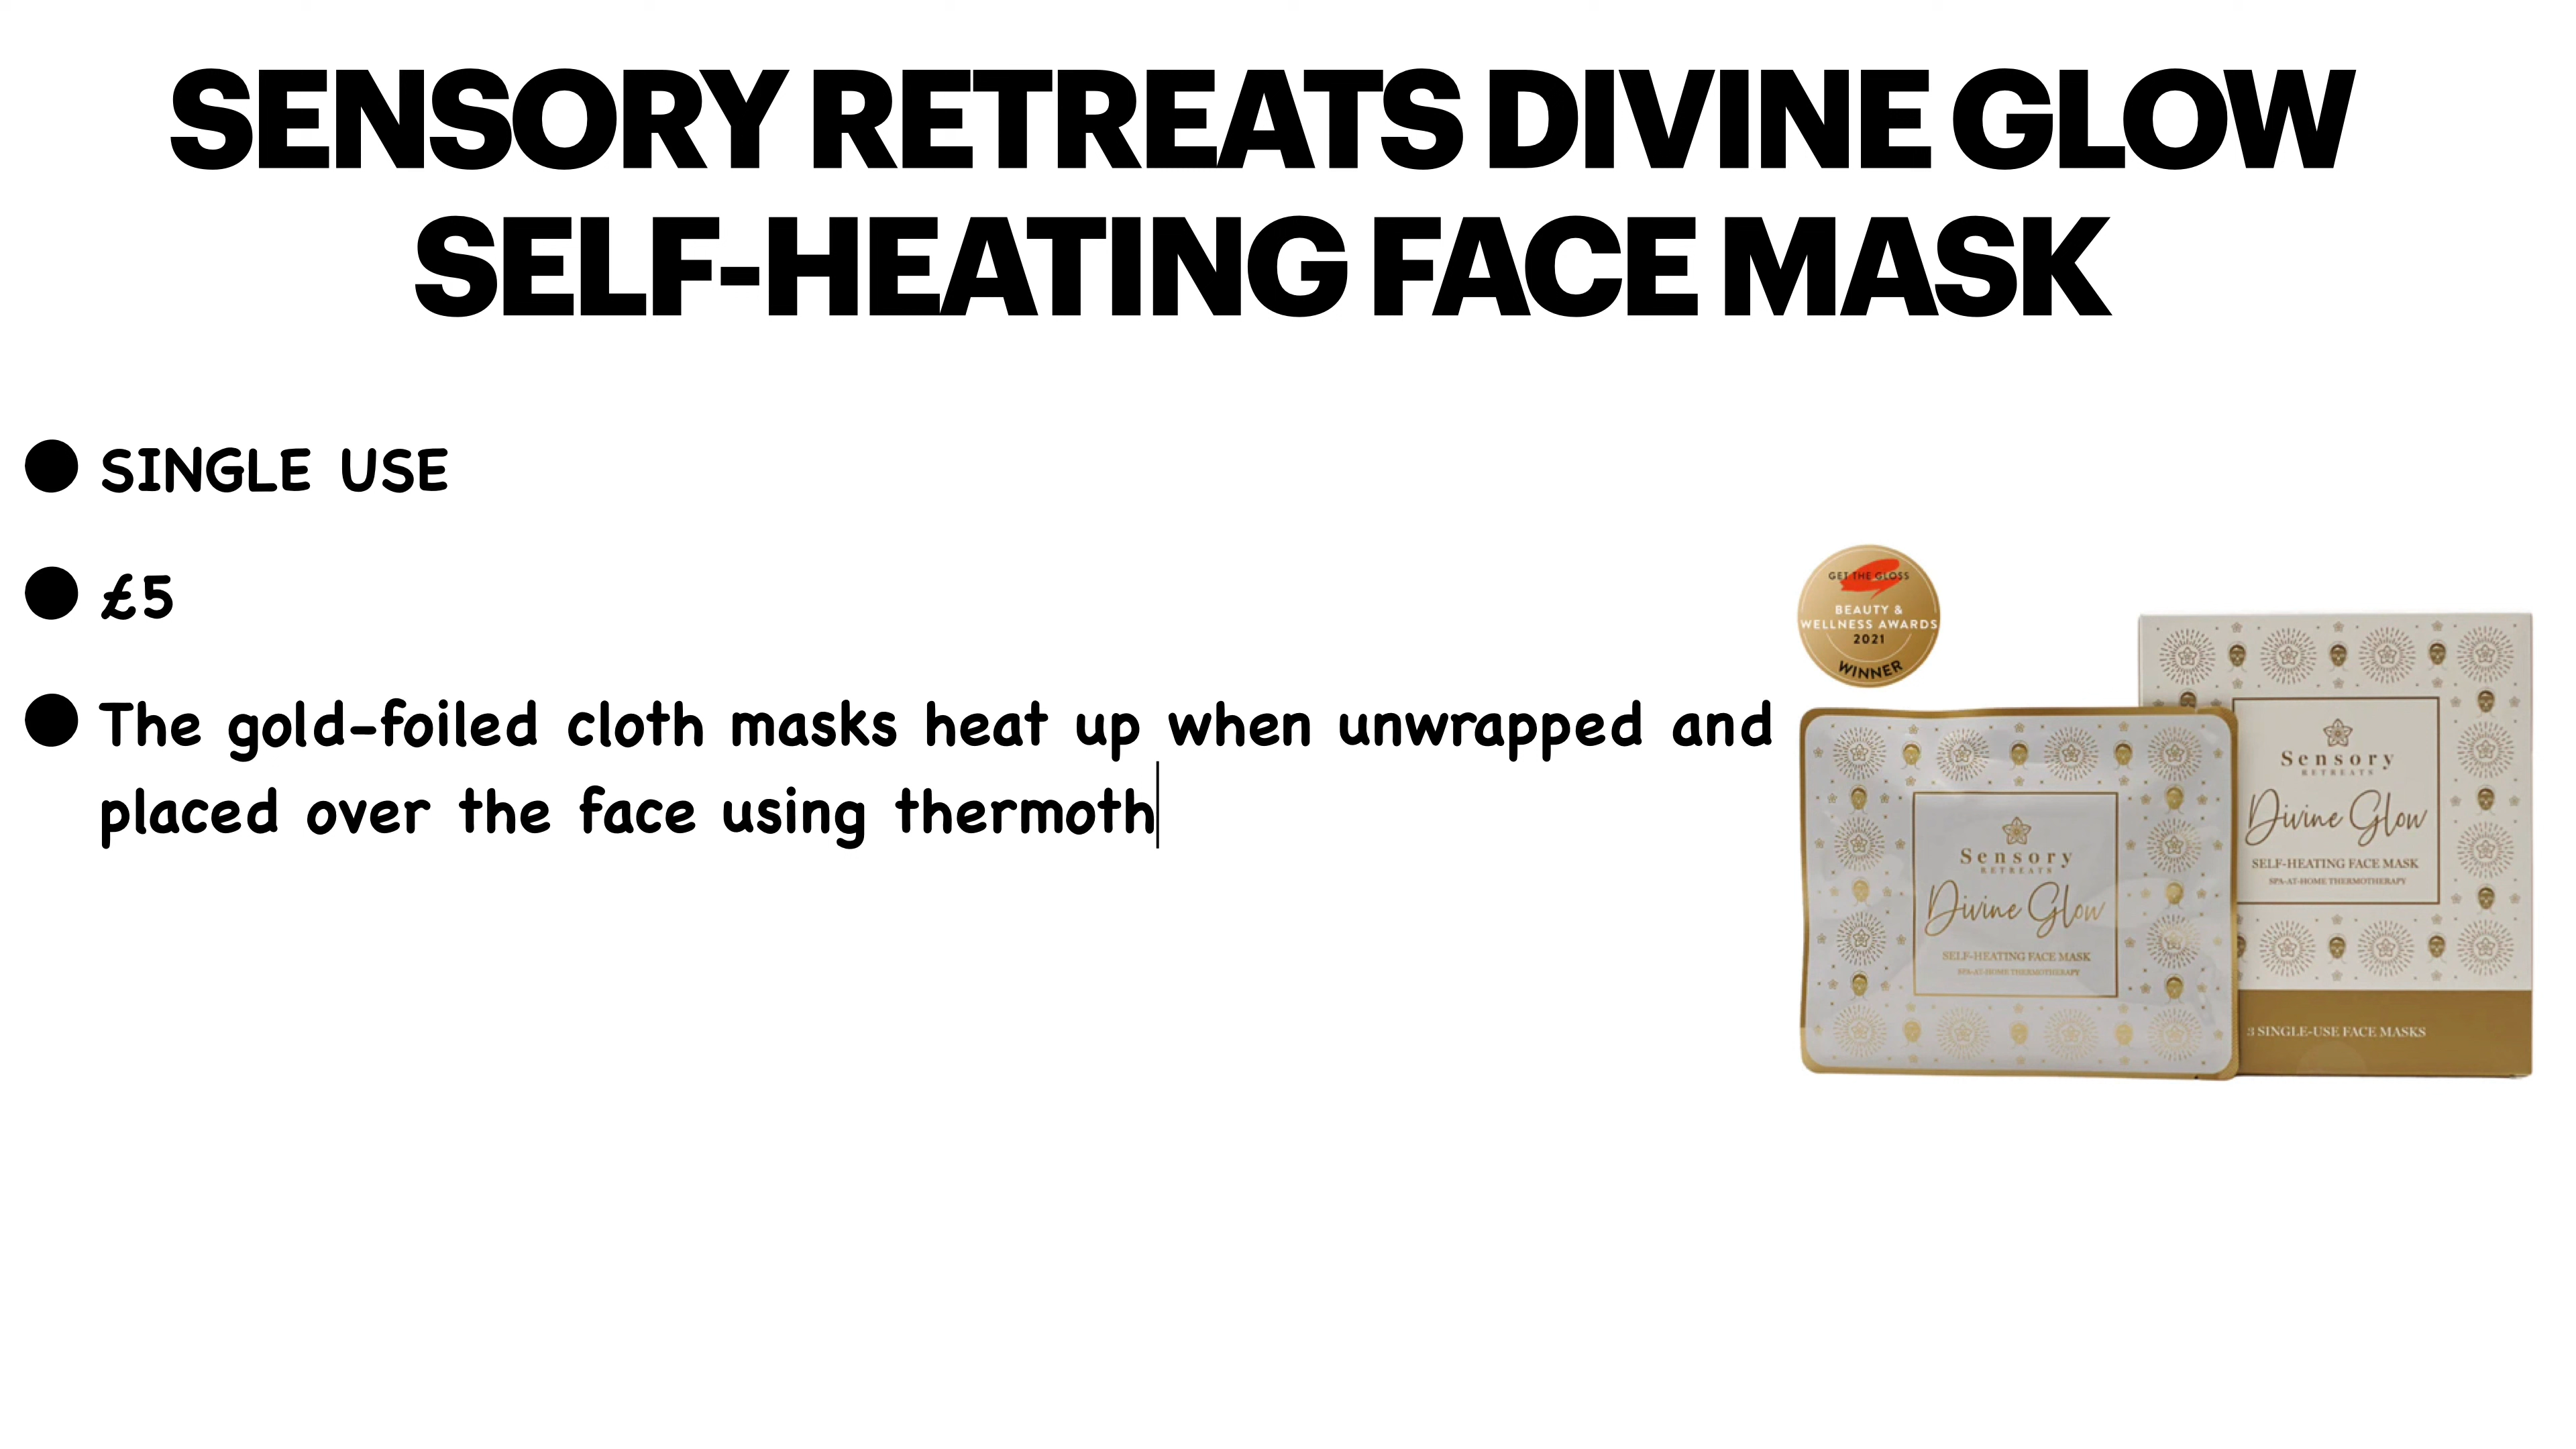 SENSORY RETREATS DIVINE GLOW
SELF-HEATING FACE MASK
● SINGLE USE
● £5
● The gold-foiled cloth masks heat up when unwrapped and
placed over the face using thermoth
GET THE GLOSS
BEAUTY &
WELLNESS AWARDS
2021
WINNER
Sensory
RETREATS
Divine Glow
SELF-HEATING FACE MASK
SPA-AT-HOME THERMOTHERAPY
Sensory
RETREATS
Divine Glow
SELF-HEATING FACE MASK
SPA-AT-HOME THERMOTHERAPY
3 SINGLE-USE FACE MASKS